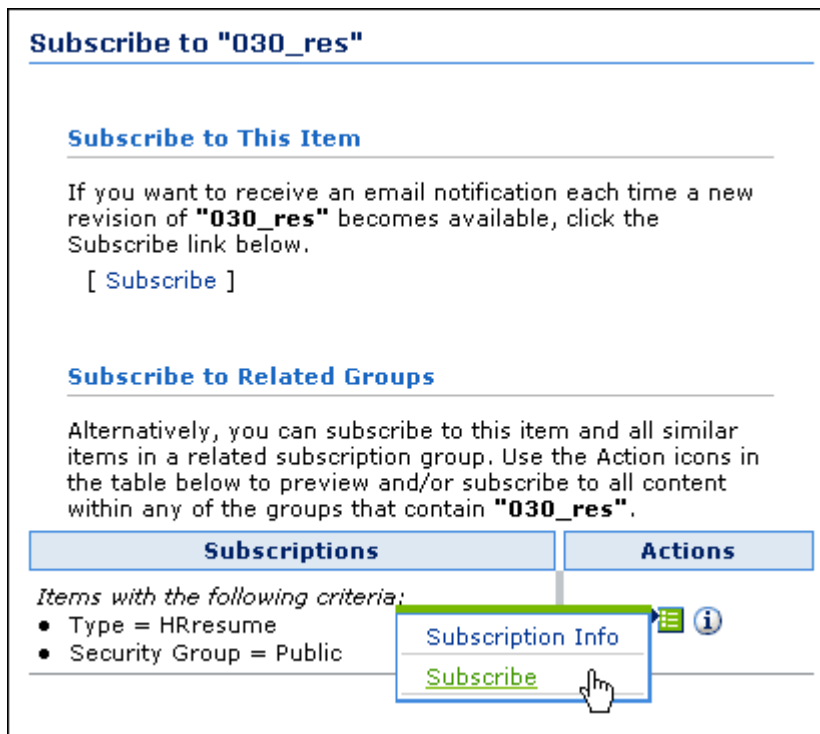 Subscribe to "030_res"
Subscribe to This Item
If you want to receive an email notification each time a new
revision of "030_res" becomes available, click the
Subscribe link below.
[ Subscribe ]
Subscribe to Related Groups
Alternatively, you can subscribe to this item and all similar
items in a related subscription group. Use the Action icons in
the table below to preview and/or subscribe to all content
within any of the groups that contain "030_res".
Subscriptions Actions
Items with the following criteria:
● Type = HRresume
● Security Group = Public
Subscription Info
Subscribe